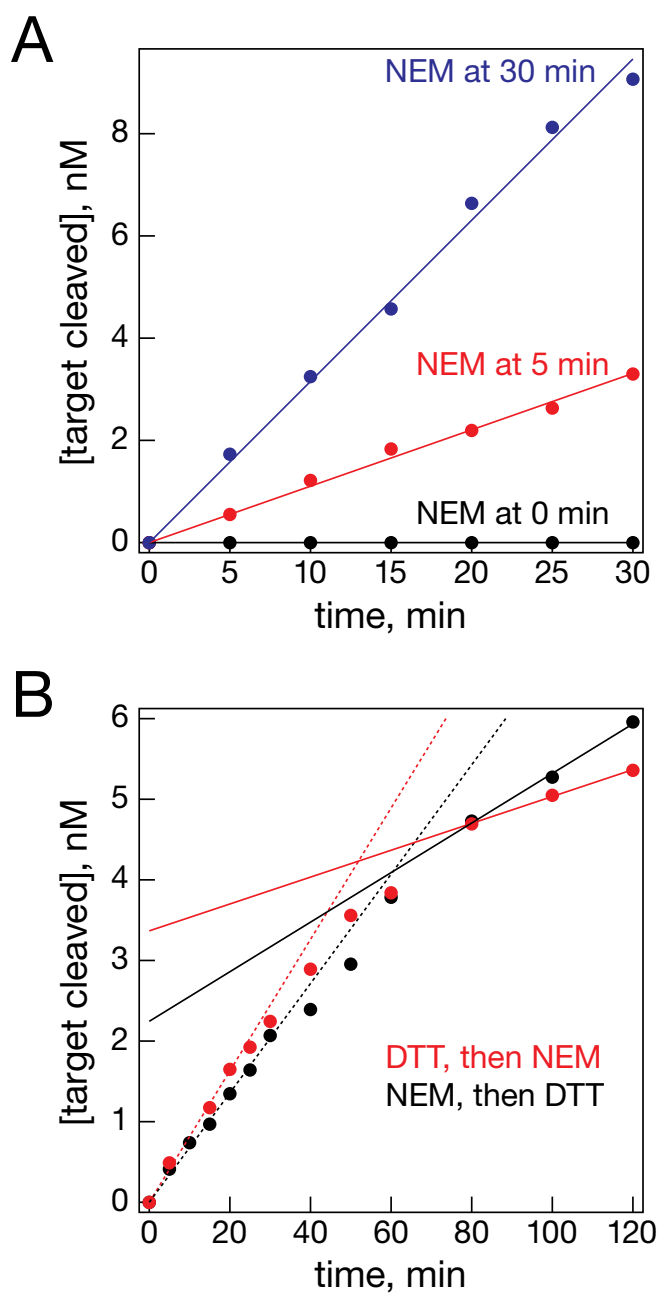 A
NEM at 30 min
NEM at 5 min
NEM at 0 min
[target cleaved], nM
8
6
4
2
0
0 5 10 15 20 25 30
time, min
B
[target cleaved], nM
6
5
4
3
2
1
0
DTT, then NEM
NEM, then DTT
0 20 40 60 80 100 120
time, min